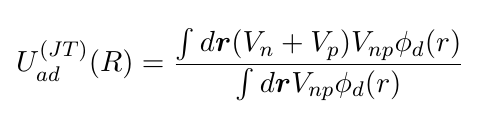 U_{ad}^{(JT)}(R) = \frac{\int d\boldsymbol{r}(V_n + V_p)V_{np}\phi_d(r)}{\int d\boldsymbol{r}V_{np}\phi_d(r)}